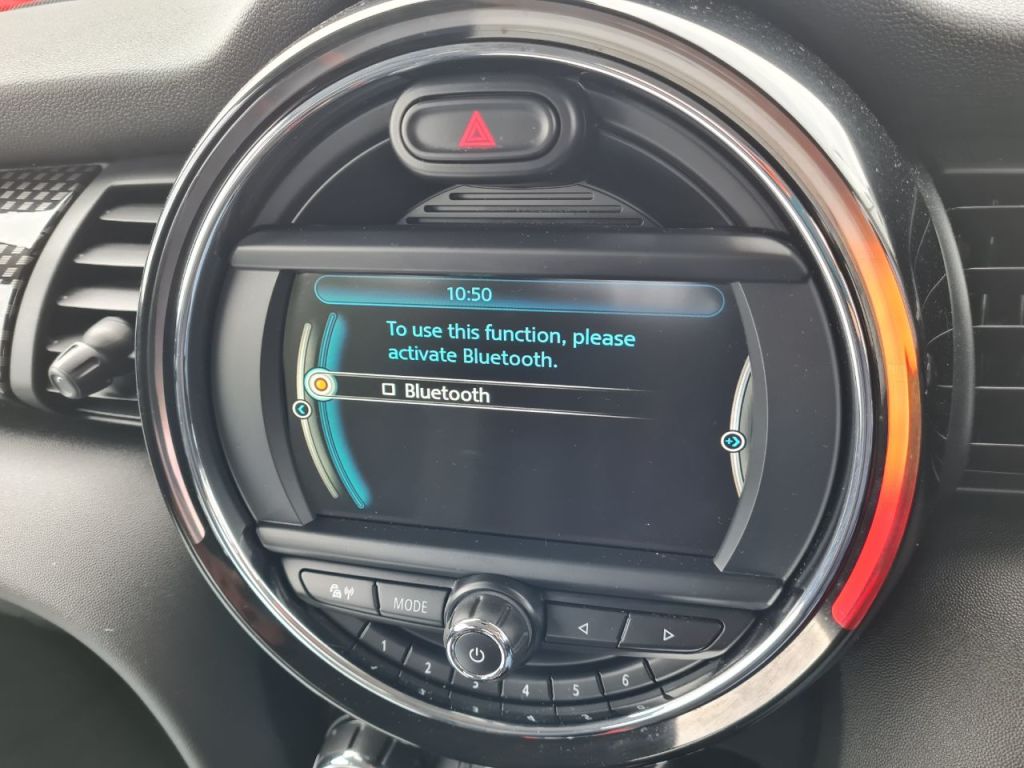 10:50
To use this function, please
activate Bluetooth.
Bluetooth
MODE
1 2 3 4 5 6